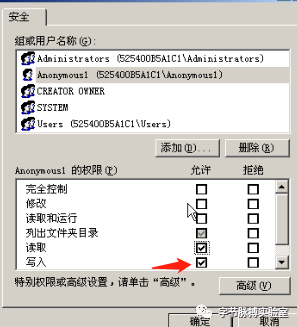 安全
组或用户名称(G):
Administrators (525400B5A1C1\Administrators)
Anonymous1 (525400B5A1C1\Anonymous1)
CREATOR OWNER
SYSTEM
Users (525400B5A1C1\Users)
添加(D)... 删除(R)
Anonymous1 的权限(P) 允许 拒绝
完全控制
修改
读取和运行
列出文件夹目录
读取
写入
特别权限或高级设置，请单击“高级”。 高级(V)
字节脉搏实验室
确定 取消